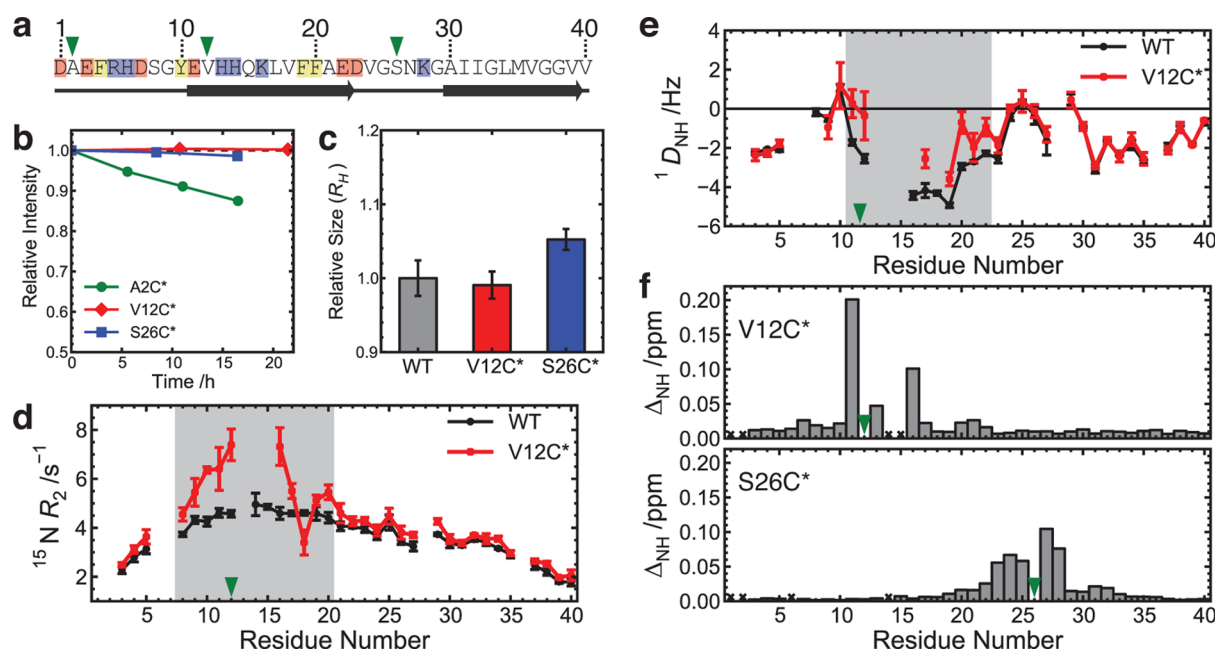 a
1 10 20 30 40
DAEFRHDSGYEVHHQKLVFFAEDVGSNKGAIIGLMVGGVV
b
Relative Intensity
1.0
0.9
0.8
0.7
0.6
0.5
A2C*
V12C*
S26C*
0 5 10 15 20
Time /h
c
Relative Size (RH)
1.2
1.1
1.0
0.9
WT V12C* S26C*
d
15N R2 /s−1
8
6
4
2
WT
V12C*
5 10 15 20 25 30 35 40
Residue Number
e
1DNH /Hz
4
2
0
−2
−4
−6
WT
V12C*
5 10 15 20 25 30 35 40
Residue Number
f
V12C*
ΔNH /ppm
0.20
0.15
0.10
0.05
0.00
S26C*
ΔNH /ppm
0.20
0.15
0.10
0.05
0.00
5 10 15 20 25 30 35 40
Residue Number